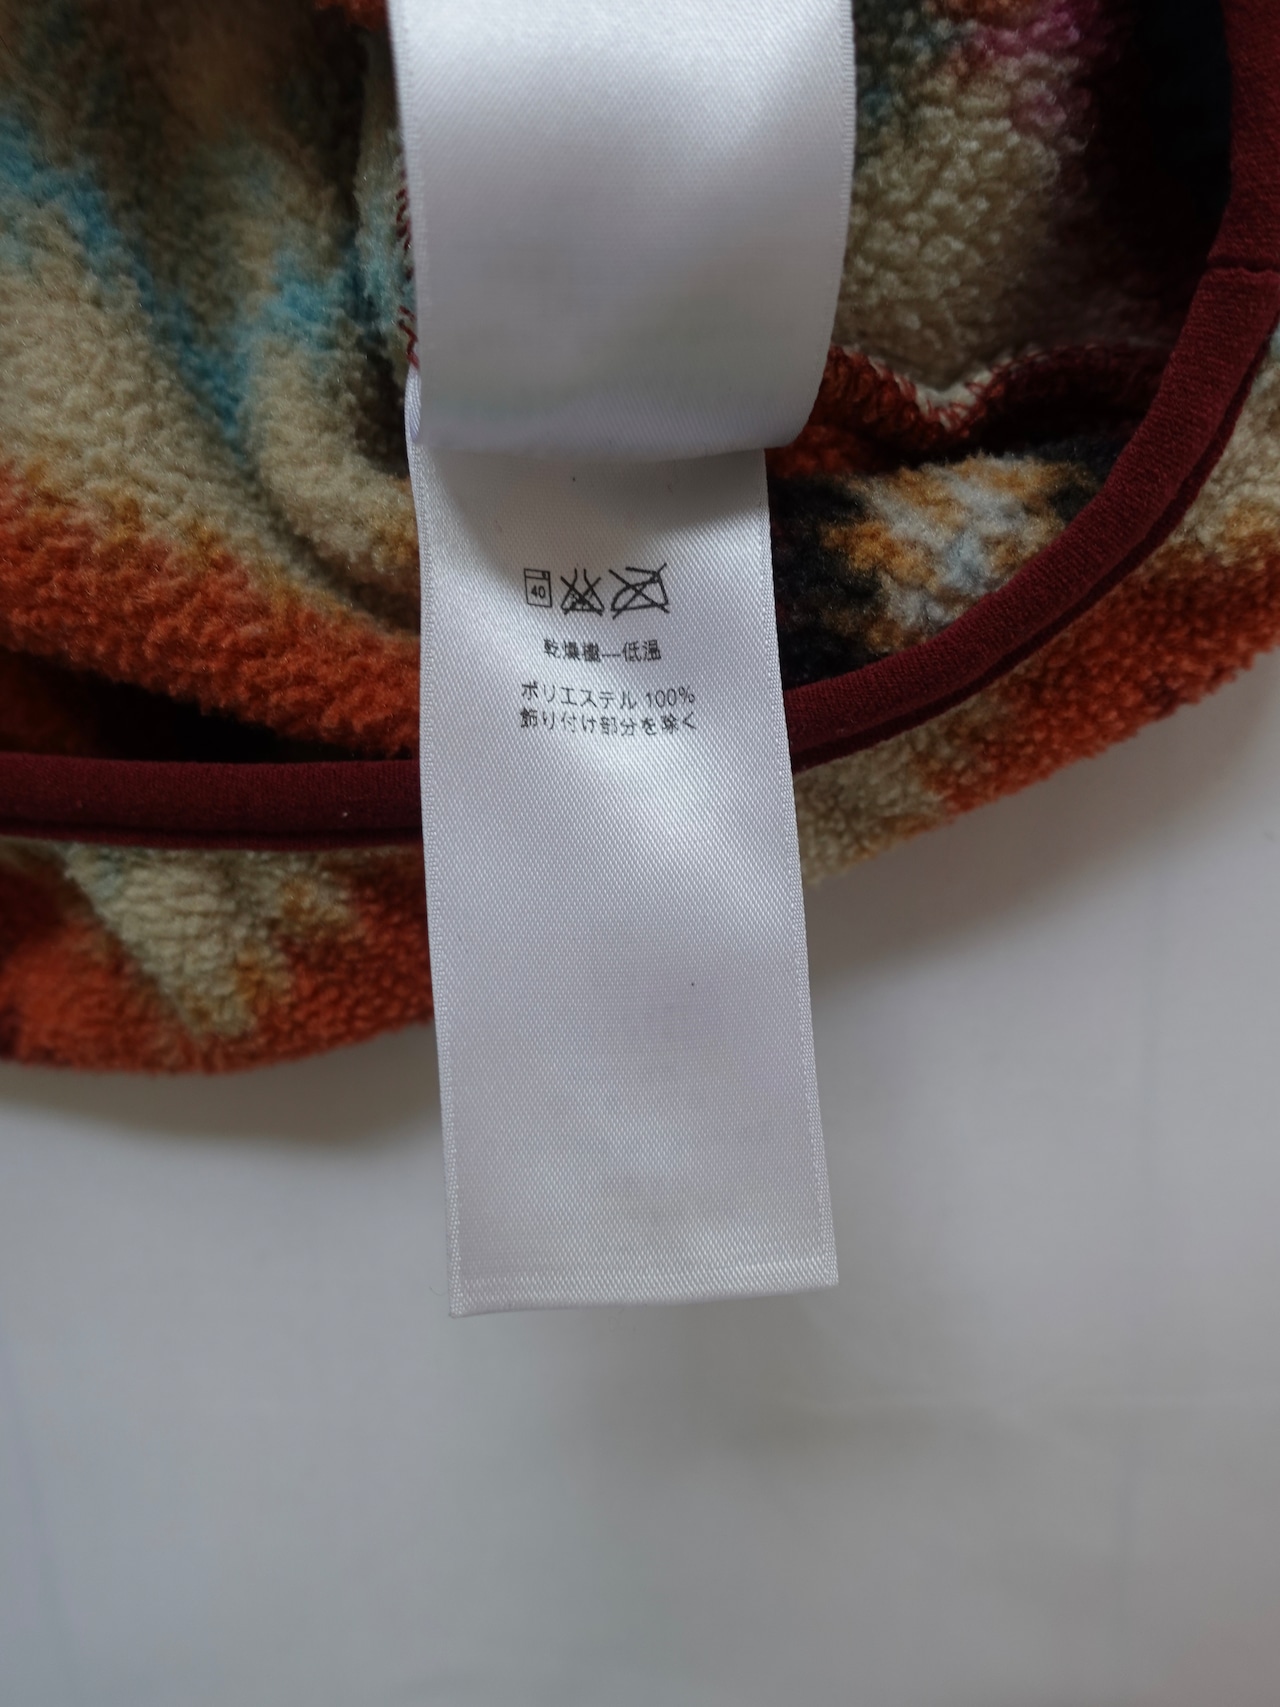 40
乾燥機—低温
ポリエステル 100%
飾り付け部分を除く